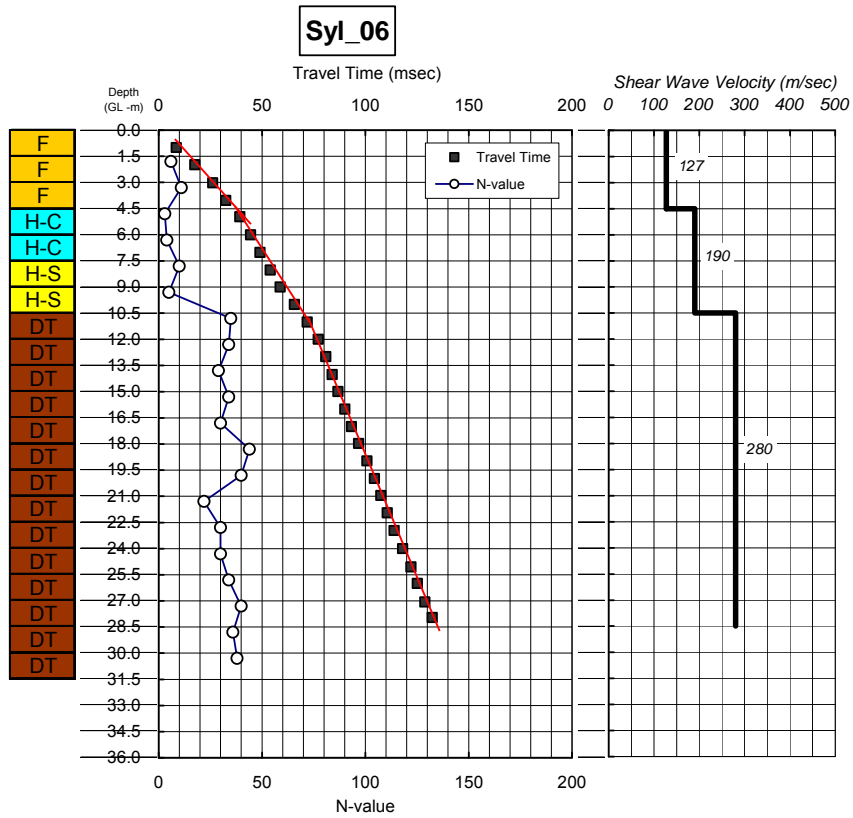 Syl_06
Travel Time (msec)
Depth
(GL -m)
0 50 100 150 200
Shear Wave Velocity (m/sec)
0 100 200 300 400 500
F
F
F
H-C
H-C
H-S
H-S
DT
DT
DT
DT
DT
DT
DT
DT
DT
DT
DT
DT
DT
DT
0.0
1.5
3.0
4.5
6.0
7.5
9.0
10.5
12.0
13.5
15.0
16.5
18.0
19.5
21.0
22.5
24.0
25.5
27.0
28.5
30.0
31.5
33.0
34.5
36.0
Travel Time
N-value
127
190
280
0 50 100 150 200
N-value